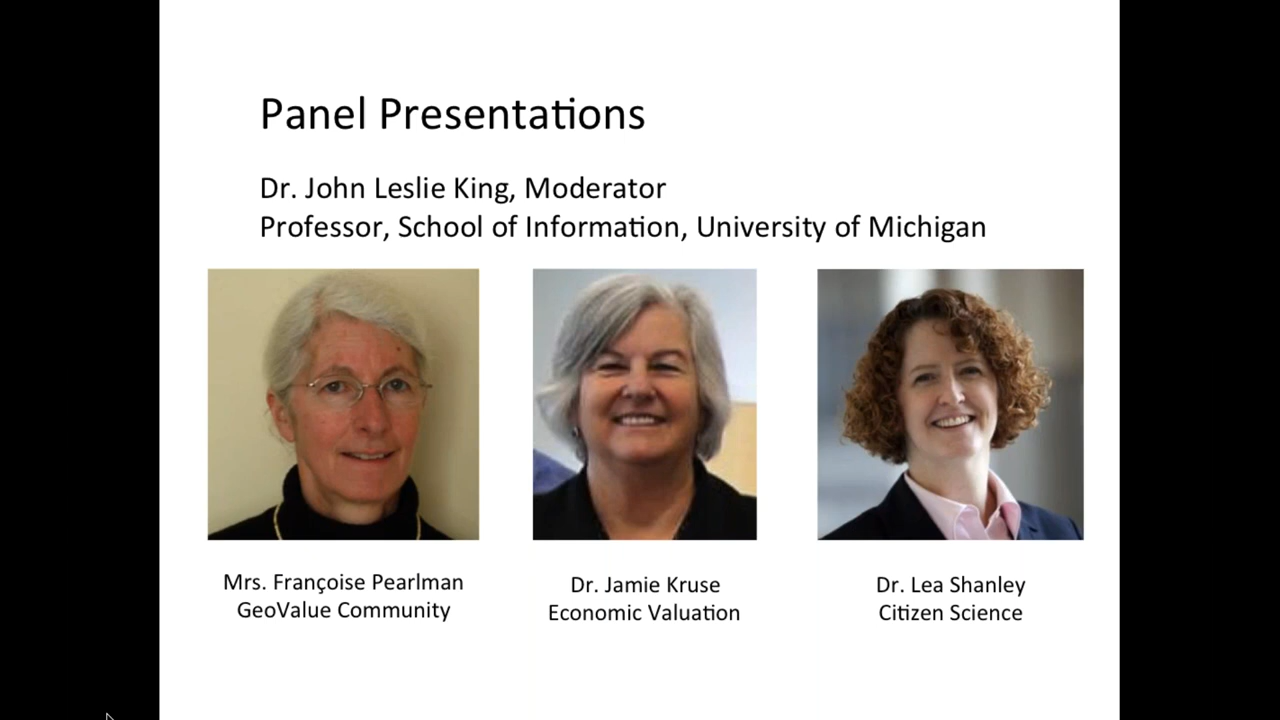 Panel Presentations
Dr. John Leslie King, Moderator
Professor, School of Information, University of Michigan
Mrs. Françoise Pearlman
GeoValue Community
Dr. Jamie Kruse
Economic Valuation
Dr. Lea Shanley
Citizen Science